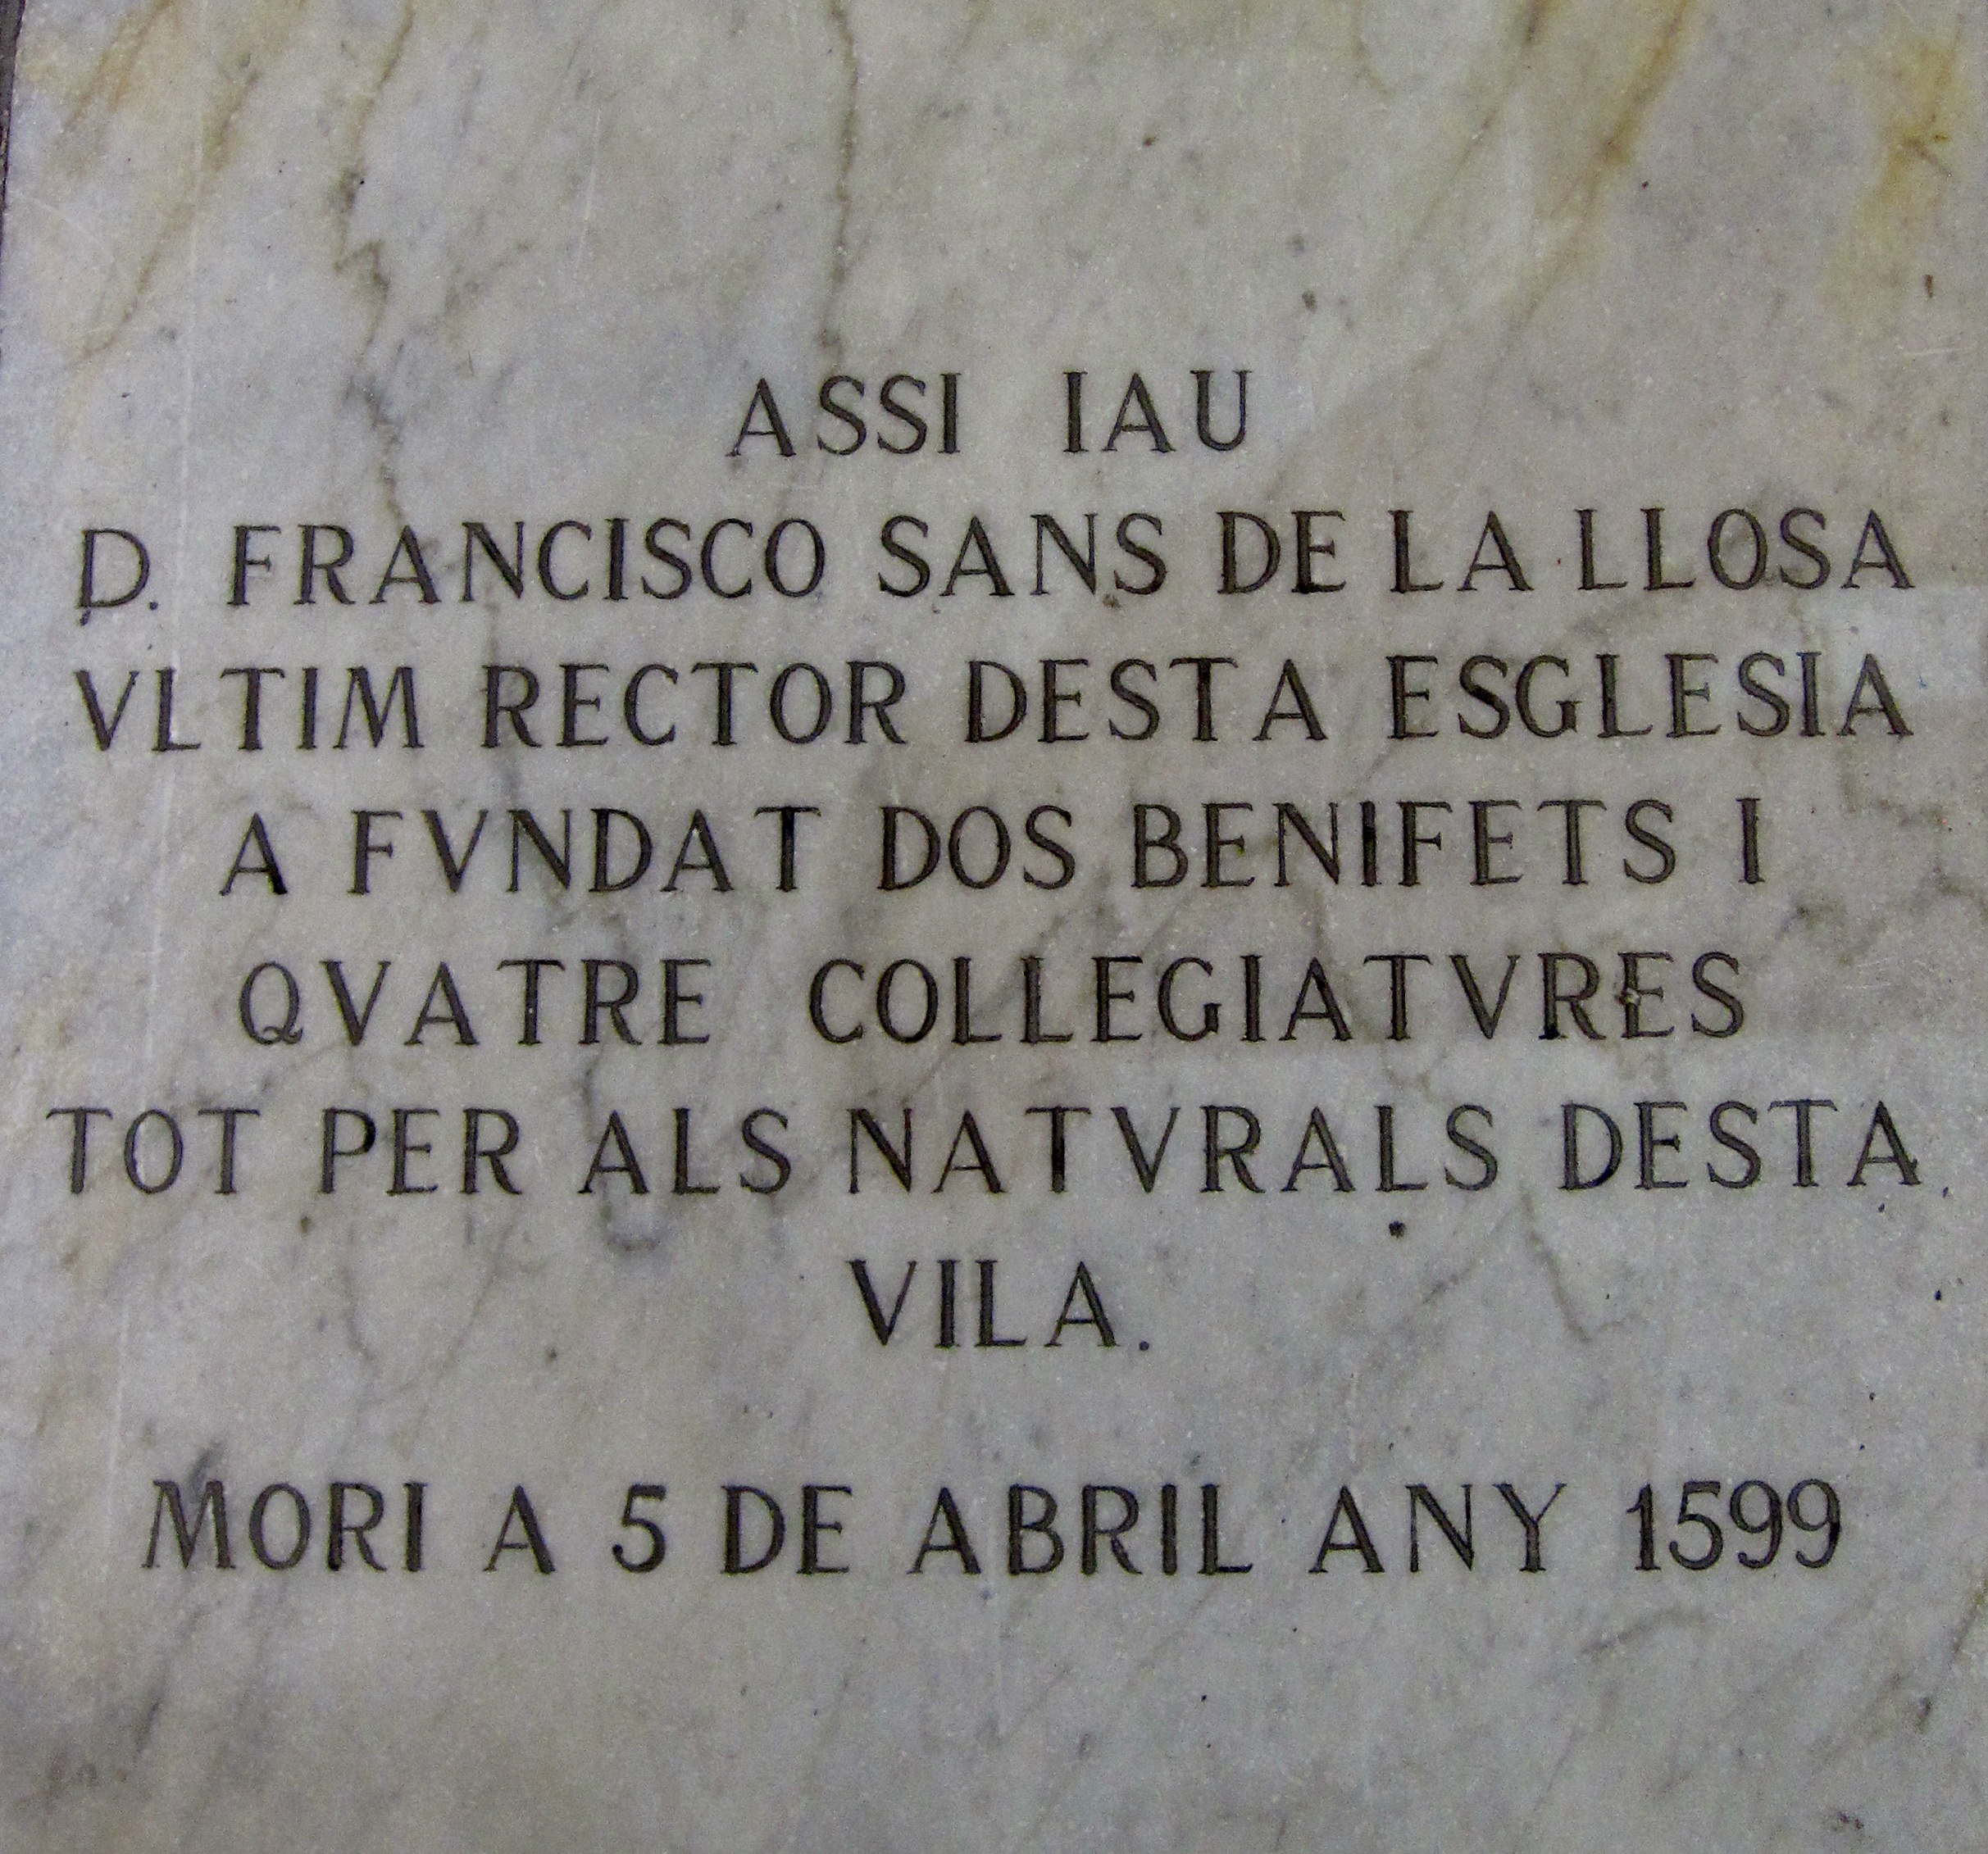 ASSI IAU
D. FRANCISCO SANS DE LA LLOSA
VLTIM RECTOR DESTA ESGLESIA
A FVNDAT DOS BENIFETS I
QVATRE COLLEGIATVRES
TOT PER ALS NATVRALS DESTA
VILA.
MORI A 5 DE ABRIL ANY 1599